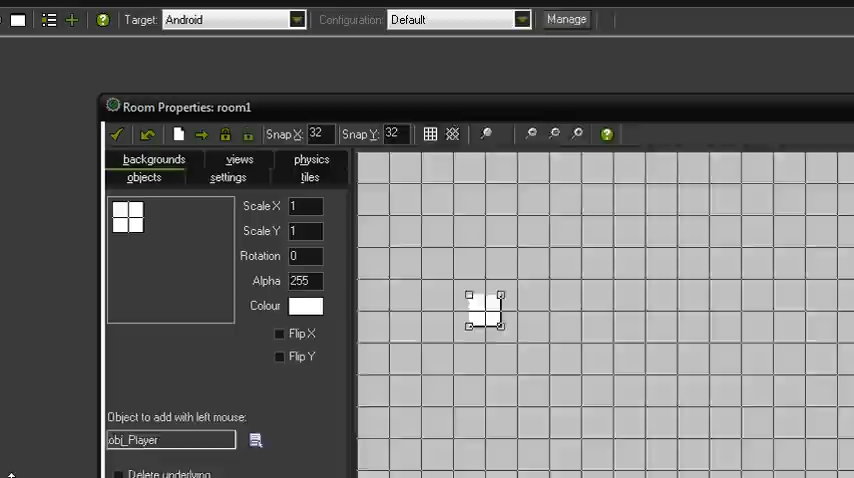 Target: Android Configuration: Default Manage
Room Properties: room1
Snap X: 32 Snap Y: 32
backgrounds views physics
objects settings tiles
Scale X 1
Scale Y 1
Rotation 0
Alpha 255
Colour
Flip X
Flip Y
Object to add with left mouse:
obj_Player
Delete underlying